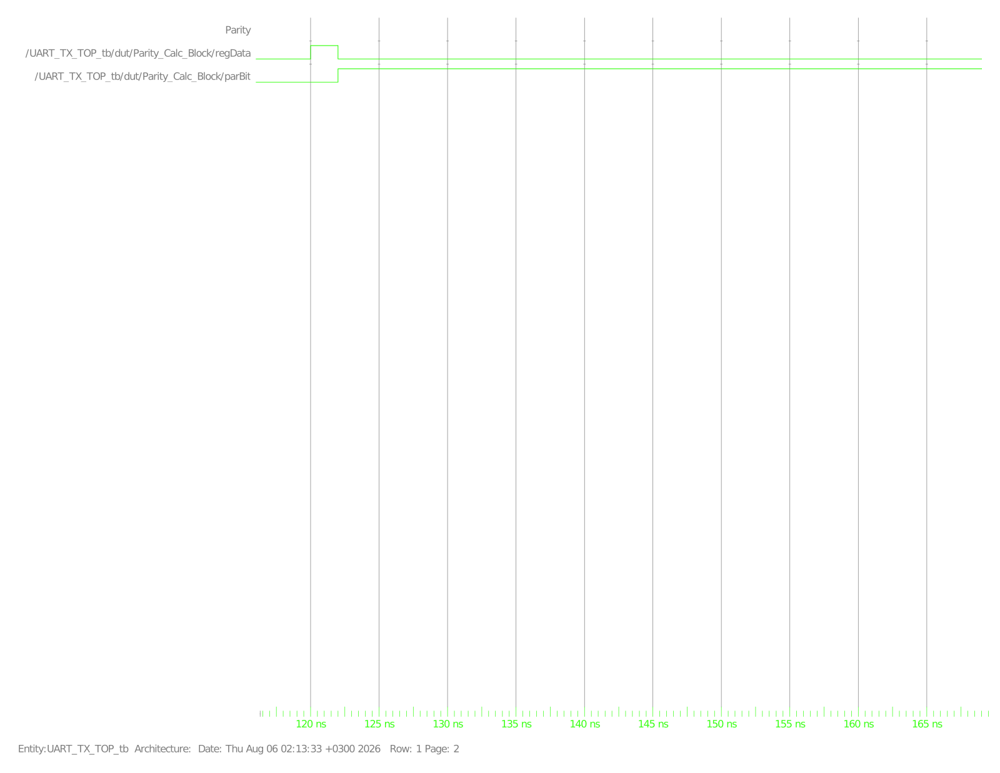 Parity
/UART_TX_TOP_tb/dut/Parity_Calc_Block/regData
/UART_TX_TOP_tb/dut/Parity_Calc_Block/parBit
120 ns 125 ns 130 ns 135 ns 140 ns 145 ns 150 ns 155 ns 160 ns 165 ns
Entity:UART_TX_TOP_tb Architecture: Date: Thu Aug 06 02:13:33 +0300 2026 Row: 1 Page: 2